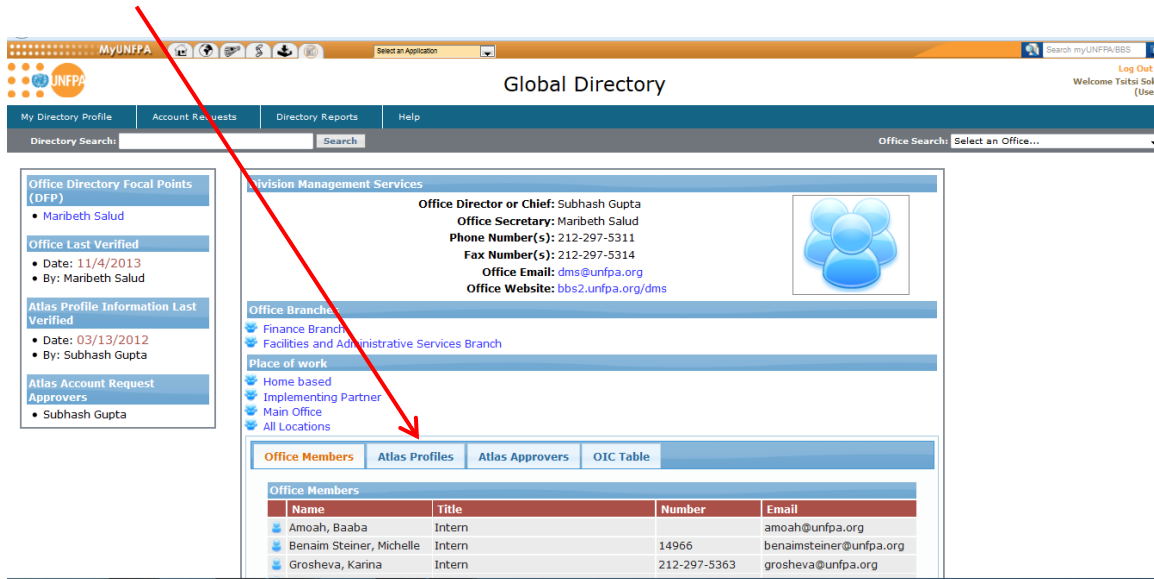 MyUNFPA
Select an Application
Search myUNFPA/BBS
UNFPA
Global Directory
Log Out
Welcome Tsitsi Sol
(Use
My Directory Profile Account Requests Directory Reports Help
Directory Search: Search
Office Search: Select an Office...
Office Directory Focal Points
(DFP)
• Maribeth Salud
Office Last Verified
• Date: 11/4/2013
• By: Maribeth Salud
Atlas Profile Information Last
Verified
• Date: 03/13/2012
• By: Subhash Gupta
Atlas Account Request
Approvers
• Subhash Gupta
Division Management Services
Office Director or Chief: Subhash Gupta
Office Secretary: Maribeth Salud
Phone Number(s): 212-297-5311
Fax Number(s): 212-297-5314
Office Email: dms@unfpa.org
Office Website: bbs2.unfpa.org/dms
Office Branches
Finance Branch
Facilities and Administrative Services Branch
Place of work
Home based
Implementing Partner
Main Office
All Locations
Office Members Atlas Profiles Atlas Approvers OIC Table
Office Members
Name Title Number Email
Amoah, Baaba Intern amoah@unfpa.org
Benaim Steiner, Michelle Intern 14966 benaimsteiner@unfpa.org
Grosheva, Karina Intern 212-297-5363 grosheva@unfpa.org